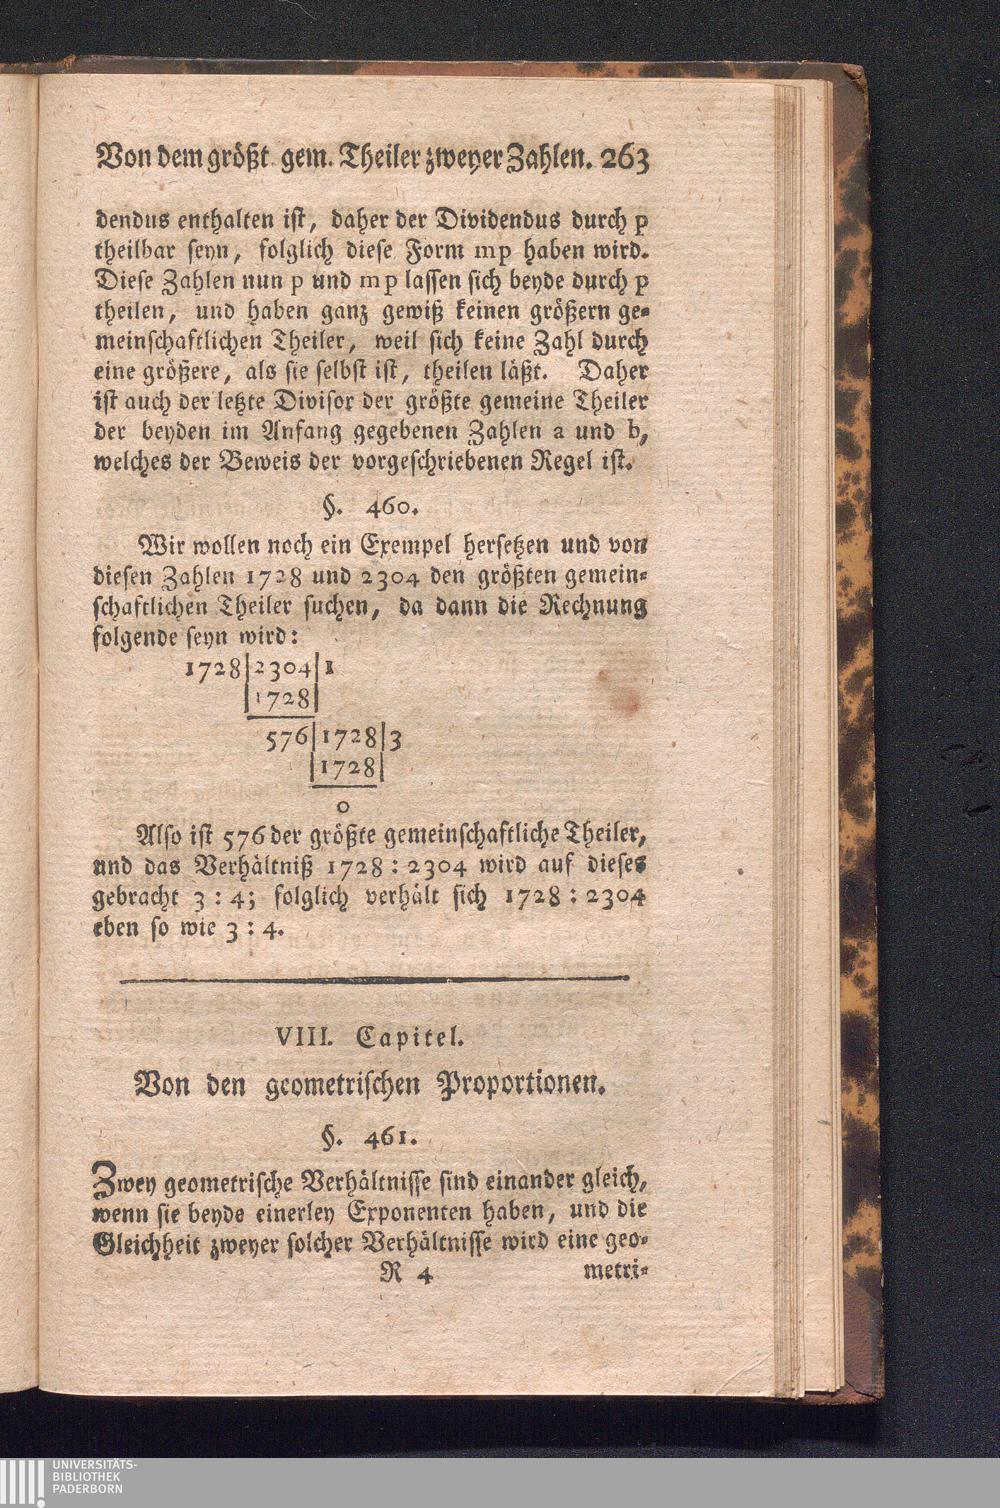 Von dem größt gem. Theiler zweyer Zahlen. 263
dendus enthalten ist, daher der Dividendus durch p
theilbar seyn, folglich diese Form mp haben wird.
Diese Zahlen nun p und mp lassen sich beyde durch p
theilen, und haben ganz gewiß keinen größern ge-
meinschaftlichen Theiler, weil sich keine Zahl durch
eine größere, als sie selbst ist, theilen läßt. Daher
ist auch der letzte Divisor der größte gemeine Theiler
der beyden im Anfang gegebenen Zahlen a und b,
welches der Beweis der vorgeschriebenen Regel ist.
§. 460.
Wir wollen noch ein Exempel hersetzen und von
diesen Zahlen 1728 und 2304 den größten gemein-
schaftlichen Theiler suchen, da dann die Rechnung
folgende seyn wird:
1728|2304|1
|1728|
576|1728|3
|1728|
0
Also ist 576 der größte gemeinschaftliche Theiler,
und das Verhältniß 1728 : 2304 wird auf dieses
gebracht 3 : 4; folglich verhält sich 1728 : 2304
eben so wie 3 : 4.
VIII. Capitel.
Von den geometrischen Proportionen.
§. 461.
Zwey geometrische Verhältnisse sind einander gleich,
wenn sie beyde einerley Exponenten haben, und die
Gleichheit zweyer solcher Verhältnisse wird eine geo-
R 4 metri-
UNIVERSITÄTS-
BIBLIOTHEK
PADERBORN